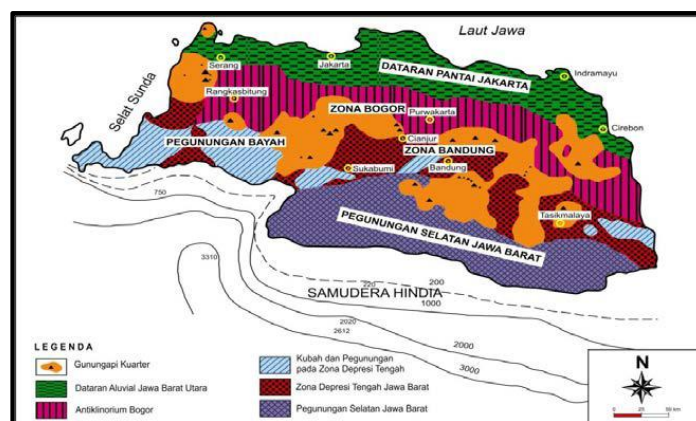 Laut Jawa
Selat Sunda
Serang
Jakarta
DATARAN PANTAI JAKARTA
Indramayu
Rangkasbitung
ZONA BOGOR
Purwakarta
Cirebon
PEGUNUNGAN BAYAH
Cianjur
ZONA BANDUNG
Sukabumi
Bandung
Tasikmalaya
PEGUNUNGAN SELATAN JAWA BARAT
750
3310
220
200
SAMUDERA HINDIA
1000
2020
2612
2000
3000
LEGENDA
Gunungapi Kuarter
Dataran Aluvial Jawa Barat Utara
Antiklinorium Bogor
Kubah dan Pegunungan
pada Zona Depresi Tengah
Zona Depresi Tengah Jawa Barat
Pegunungan Selatan Jawa Barat
N
0
25